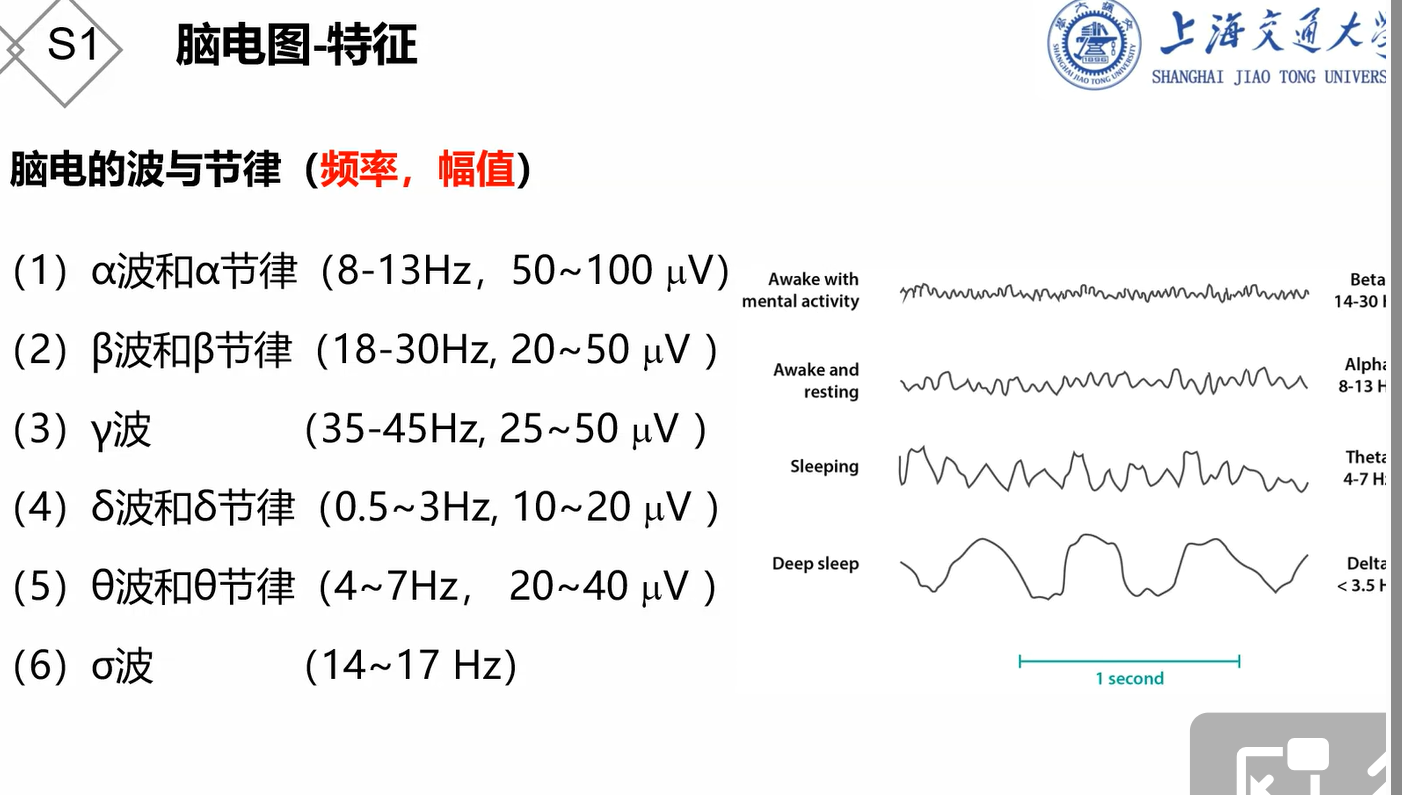 S1
脑电图-特征
上海交通大
SHANGHAI JIAO TONG UNIVERS
脑电的波与节律（频率，幅值）
（1）α波和α节律（8-13Hz，50~100 μV）
（2）β波和β节律（18-30Hz, 20~50 μV ）
（3）γ波 （35-45Hz, 25~50 μV ）
（4）δ波和δ节律（0.5~3Hz, 10~20 μV ）
（5）θ波和θ节律（4~7Hz， 20~40 μV ）
（6）σ波 （14~17 Hz）
Awake with
mental activity
Beta
14-30
Awake and
resting
Alpha
8-13 H
Sleeping
Theta
4-7 H
Deep sleep
Delta
< 3.5 H
1 second